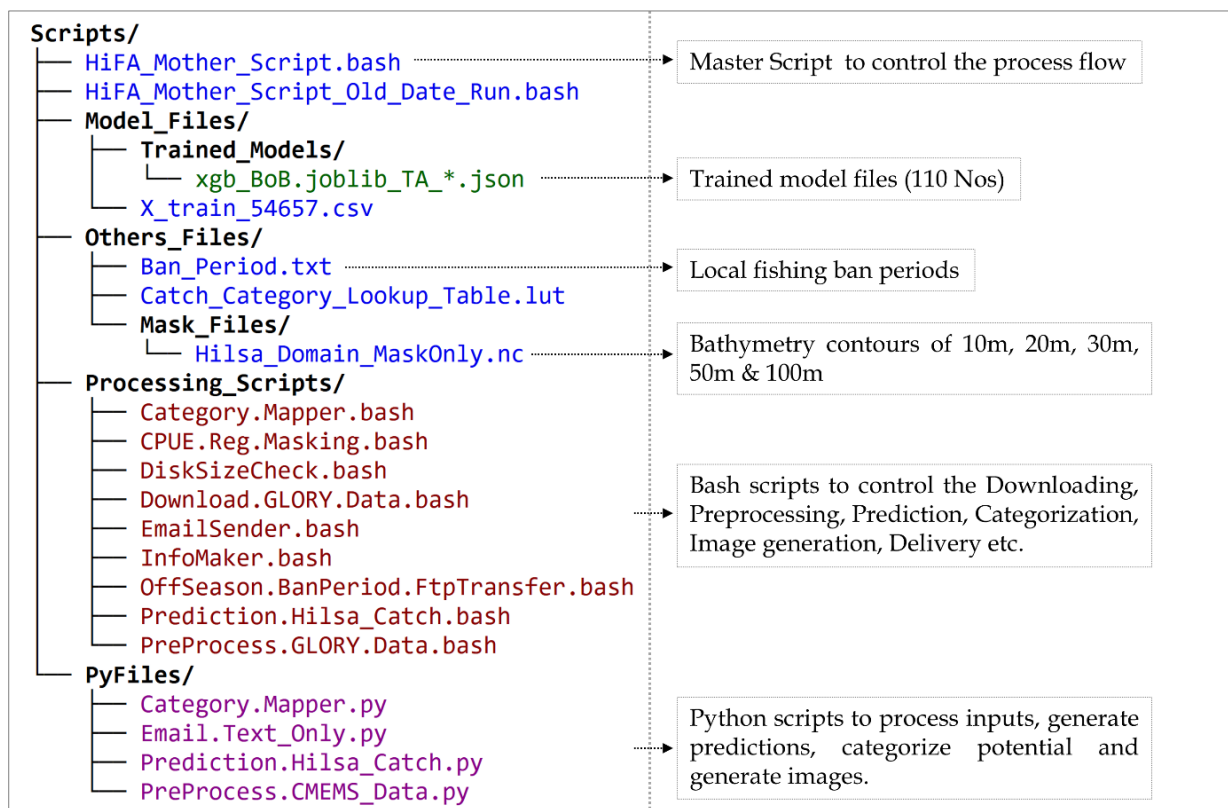 Scripts/
HiFA_Mother_Script.bash
Master Script to control the process flow
HiFA_Mother_Script_Old_Date_Run.bash
Model_Files/
Trained_Models/
xgb_BoB.joblib_TA_*.json
Trained model files (110 Nos)
X_train_54657.csv
Others_Files/
Ban_Period.txt
Local fishing ban periods
Catch_Category_Lookup_Table.lut
Mask_Files/
Hilsa_Domain_MaskOnly.nc
Bathymetry contours of 10m, 20m, 30m,
50m & 100m
Processing_Scripts/
Category.Mapper.bash
CPUE.Reg.Masking.bash
DiskSizeCheck.bash
Download.GLORY.Data.bash
EmailSender.bash
InfoMaker.bash
OffSeason.BanPeriod.FtpTransfer.bash
Prediction.Hilsa_Catch.bash
PreProcess.GLORY.Data.bash
Bash scripts to control the Downloading,
Preprocessing, Prediction, Categorization,
Image generation, Delivery etc.
PyFiles/
Category.Mapper.py
Email.Text_Only.py
Prediction.Hilsa_Catch.py
PreProcess.CMEMS_Data.py
Python scripts to process inputs, generate
predictions, categorize potential and
generate images.